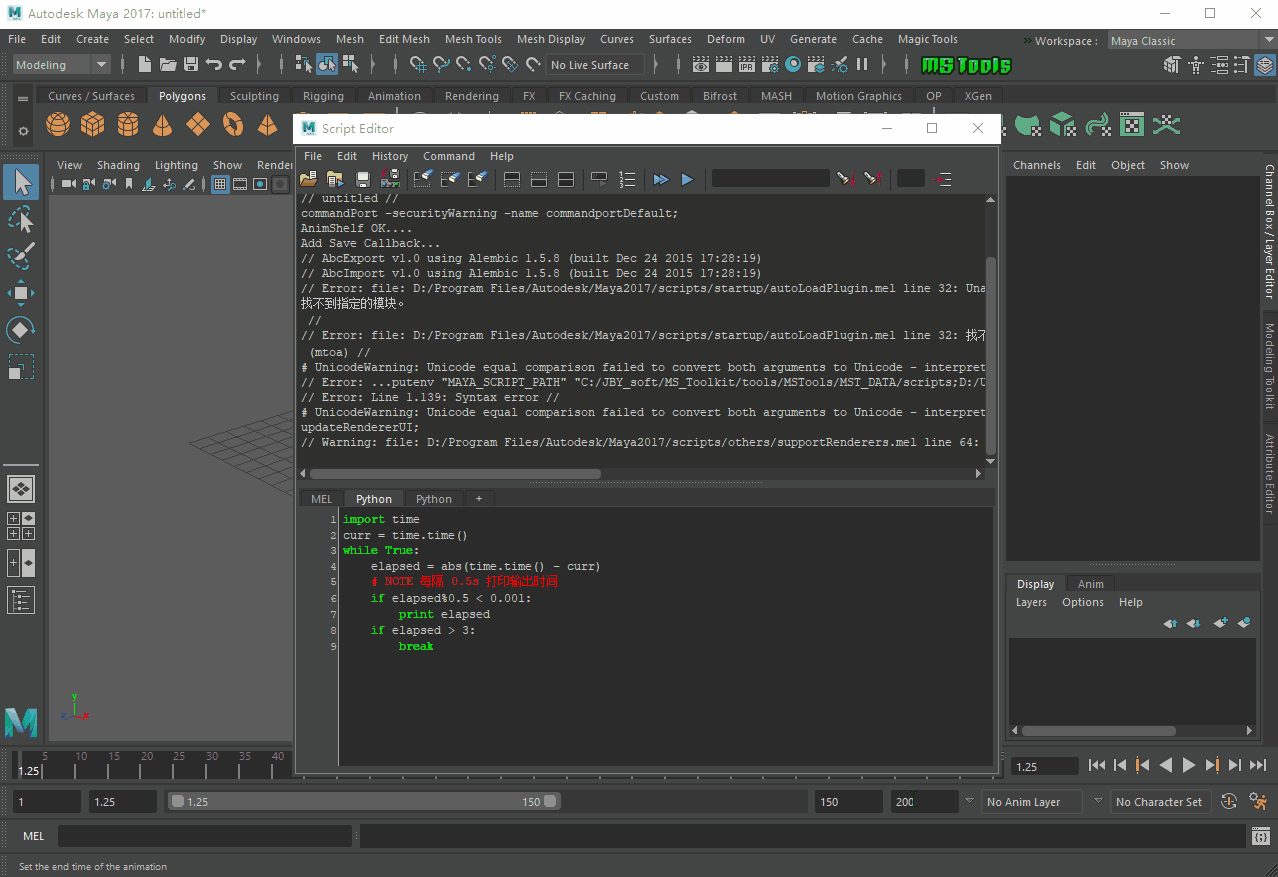 Autodesk Maya 2017: untitled*
File Edit Create Select Modify Display Windows Mesh Edit Mesh Mesh Tools Mesh Display Curves Surfaces Deform UV Generate Cache Magic Tools
Workspace : Maya Classic
Modeling
No Live Surface
IPR
MSTools
Curves / Surfaces Polygons Sculpting Rigging Animation Rendering FX FX Caching Custom Bifrost MASH Motion Graphics OP XGen
Script Editor
File Edit History Command Help
View Shading Lighting Show Render
// untitled //
commandPort -securityWarning -name commandportDefault;
AnimShelf OK....
Add Save Callback...
// AbcExport v1.0 using Alembic 1.5.8 (built Dec 24 2015 17:28:19)
// AbcImport v1.0 using Alembic 1.5.8 (built Dec 24 2015 17:28:19)
// Error: file: D:/Program Files/Autodesk/Maya2017/scripts/startup/autoLoadPlugin.mel line 32: Una
找不到指定的模块。
//
// Error: file: D:/Program Files/Autodesk/Maya2017/scripts/startup/autoLoadPlugin.mel line 32: 找不
(mtoa) //
# UnicodeWarning: Unicode equal comparison failed to convert both arguments to Unicode - interpret
// Error: ...putenv "MAYA_SCRIPT_PATH" "C:/JBY_soft/MS_Toolkit/tools/MSTools/MST_DATA/scripts;D:/U
// Error: Line 1.139: Syntax error //
# UnicodeWarning: Unicode equal comparison failed to convert both arguments to Unicode - interpret
updateRendererUI;
// Warning: file: D:/Program Files/Autodesk/Maya2017/scripts/others/supportRenderers.mel line 64:
MEL Python Python +
1 import time
2 curr = time.time()
3 while True:
4 elapsed = abs(time.time() - curr)
5 # NOTE 每隔 0.5s 打印输出时间
6 if elapsed%0.5 < 0.001:
7 print elapsed
8 if elapsed > 3:
9 break
Channels Edit Object Show
Channel Box / Layer Editor
Modeling Toolkit
Attribute Editor
Display Anim
Layers Options Help
y
z x
5 10 15 20 25 30 35 40
1.25
1.25
1 1.25 1.25 150 150 200 No Anim Layer No Character Set
MEL
Set the end time of the animation